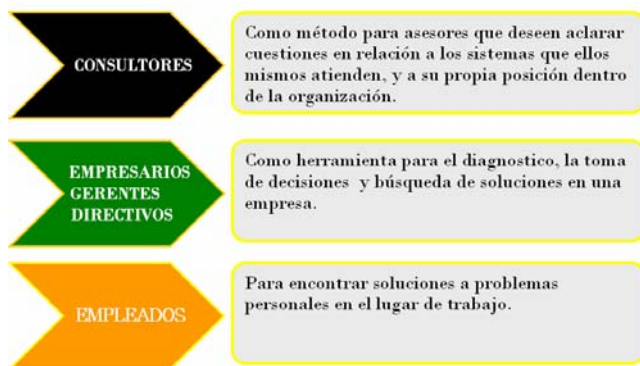 CONSULTORES
Como método para asesores que deseen aclarar
cuestiones en relación a los sistemas que ellos
mismos atienden, y a su propia posición dentro
de la organización.
EMPRESARIOS
GERENTES
DIRECTIVOS
Como herramienta para el diagnostico, la toma
de decisiones y búsqueda de soluciones en una
empresa.
EMPLEADOS
Para encontrar soluciones a problemas
personales en el lugar de trabajo.